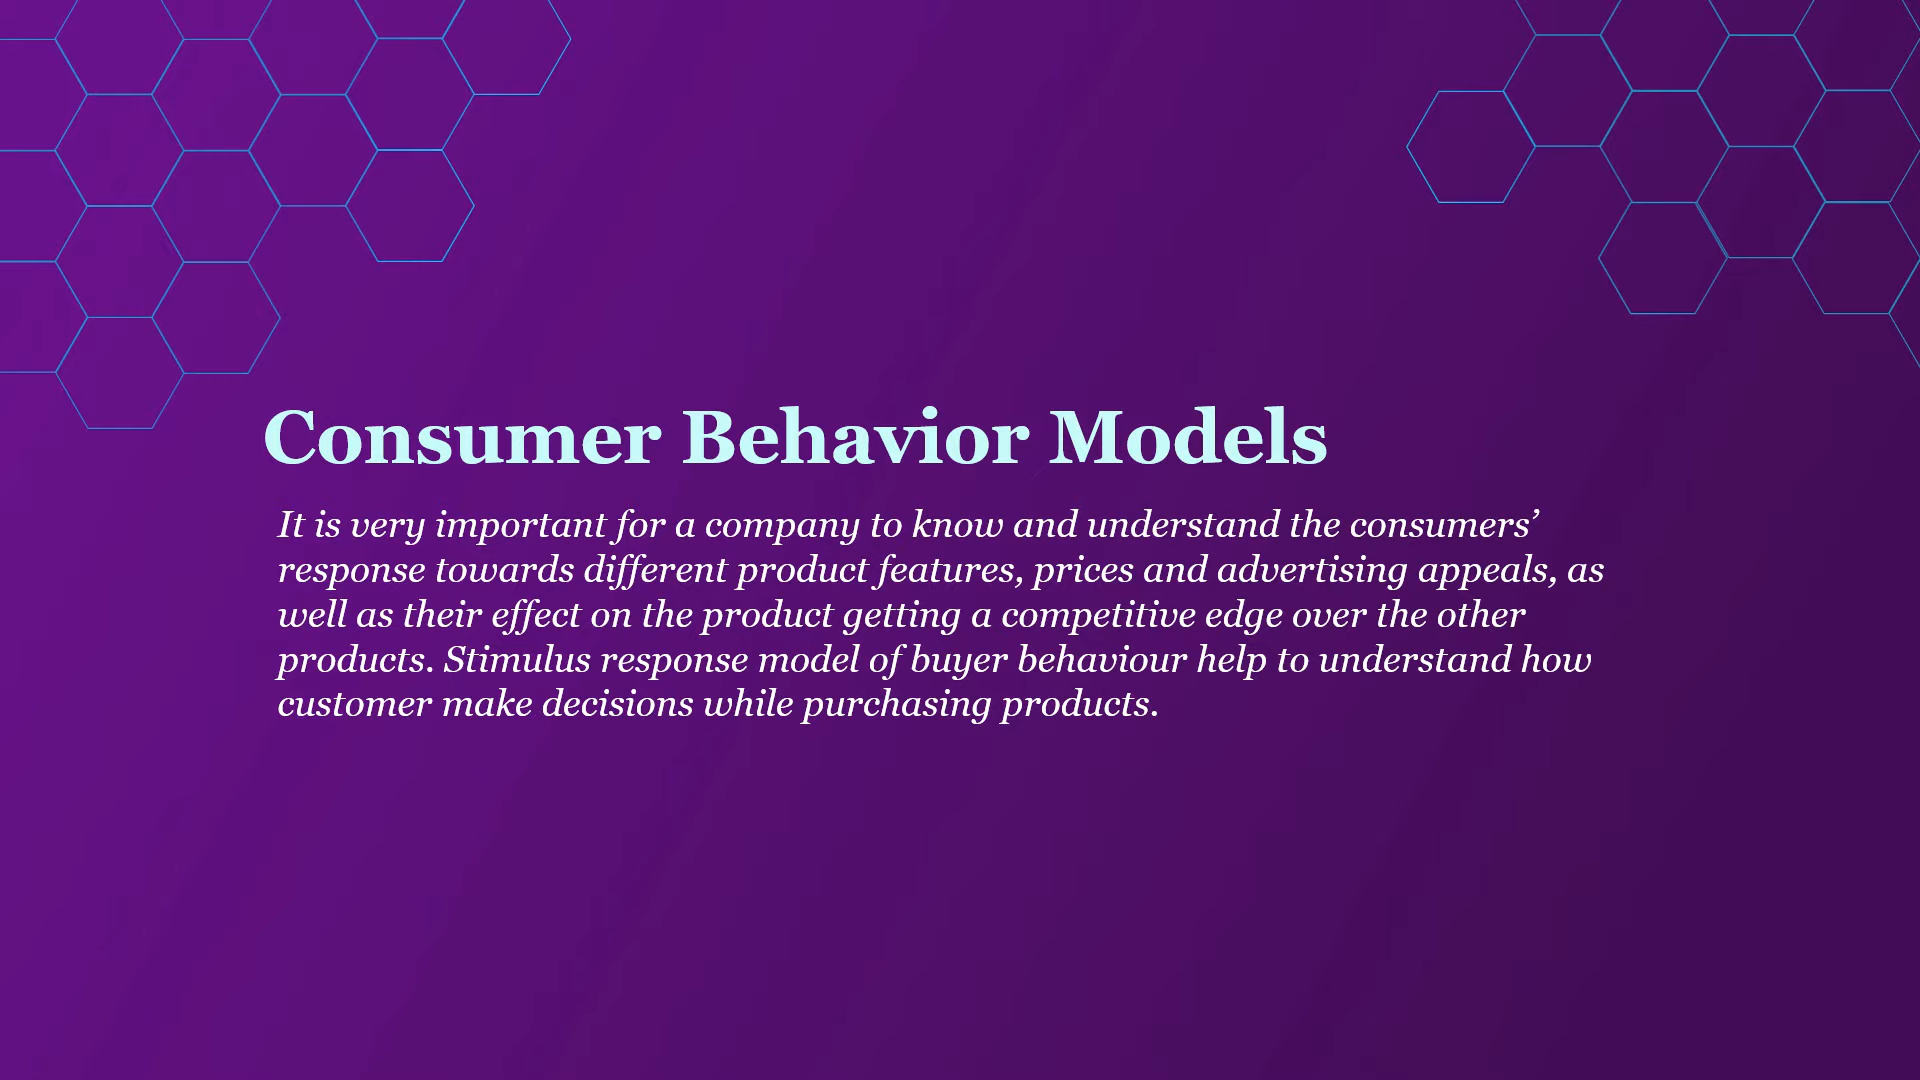 Consumer Behavior Models
It is very important for a company to know and understand the consumers’
response towards different product features, prices and advertising appeals, as
well as their effect on the product getting a competitive edge over the other
products. Stimulus response model of buyer behaviour help to understand how
customer make decisions while purchasing products.